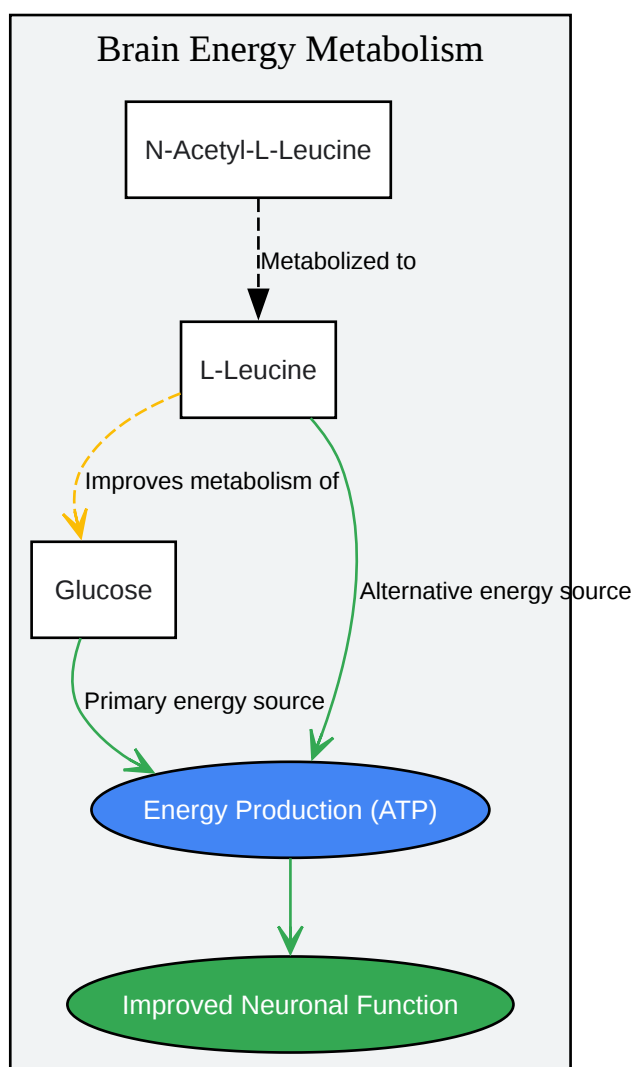 Brain Energy Metabolism
N-Acetyl-L-Leucine
Metabolized to
L-Leucine
Improves metabolism of
Glucose
Alternative energy source
Primary energy source
Energy Production (ATP)
Improved Neuronal Function